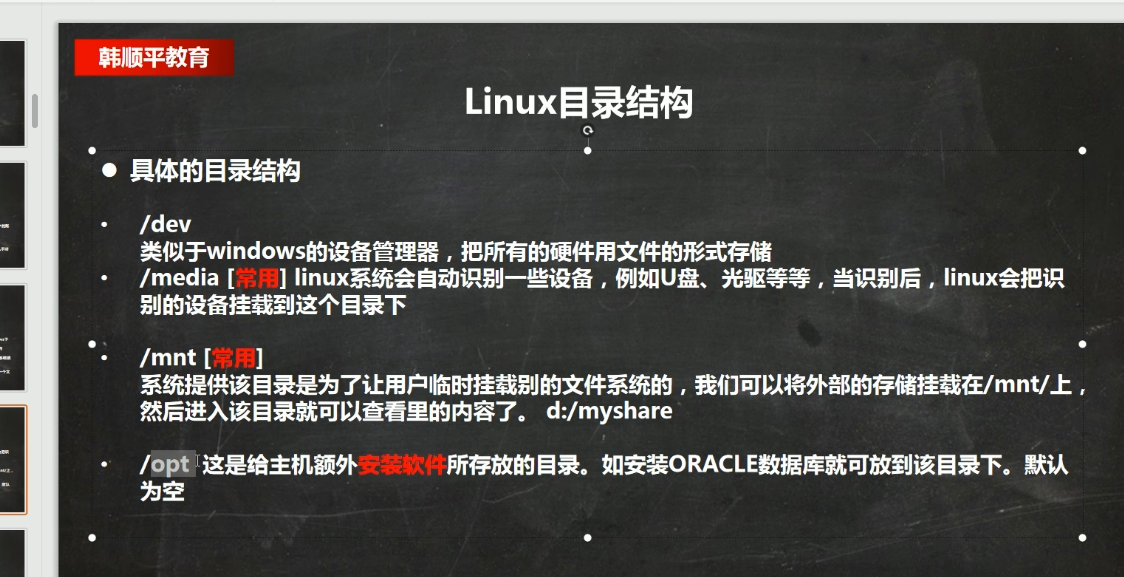 韩顺平教育
Linux目录结构
● 具体的目录结构
• /dev
类似于windows的设备管理器，把所有的硬件用文件的形式存储
• /media [常用] linux系统会自动识别一些设备，例如U盘、光驱等等，当识别后，linux会把识
别的设备挂载到这个目录下
• /mnt [常用]
系统提供该目录是为了让用户临时挂载别的文件系统的，我们可以将外部的存储挂载在/mnt/上，
然后进入该目录就可以查看里的内容了。 d:/myshare
• /opt 这是给主机额外安装软件所存放的目录。如安装ORACLE数据库就可放到该目录下。默认
为空